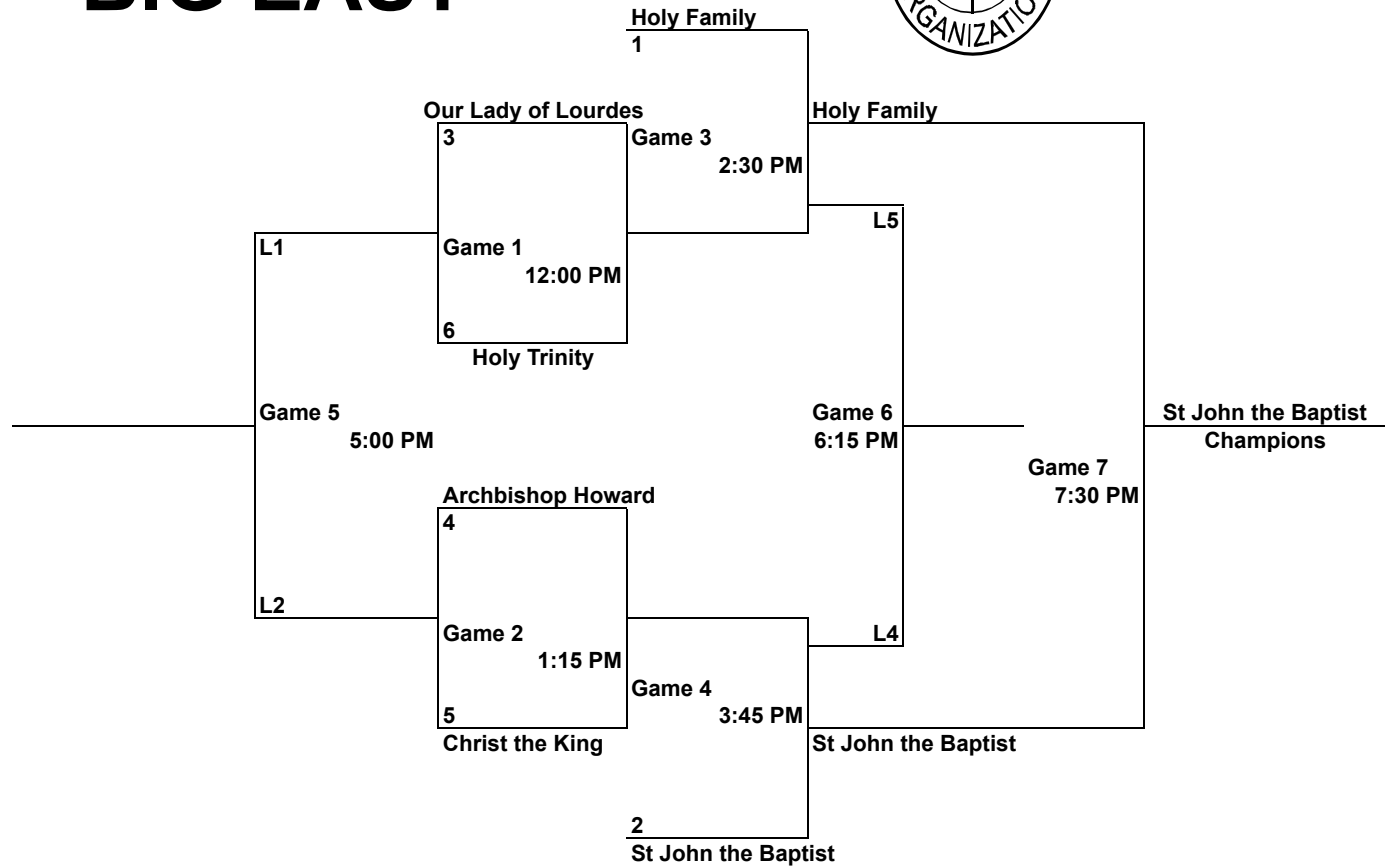 BIG EAST
ORGANIZATION
Holy Family
1
Our Lady of Lourdes
Holy Family
3
Game 3
2:30 PM
L5
L1
Game 1
12:00 PM
6
Holy Trinity
Game 5
5:00 PM
Game 6
6:15 PM
St John the Baptist
Champions
Game 7
7:30 PM
Archbishop Howard
4
L2
Game 2
1:15 PM
L4
Game 4
3:45 PM
5
Christ the King
St John the Baptist
2
St John the Baptist